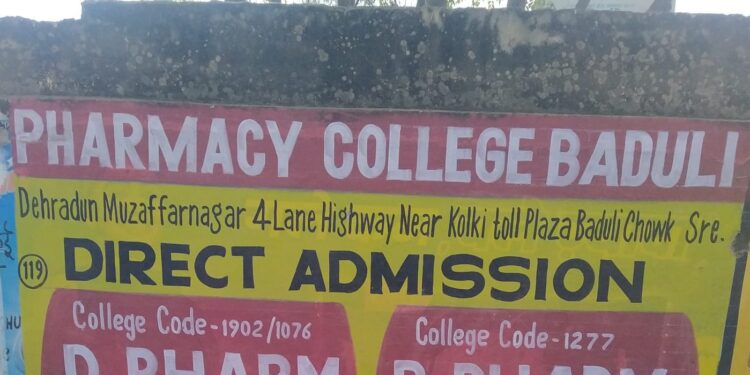 PHARMACY COLLEGE BADULI
Dehradun Muzaffarnagar 4 Lane Highway Near Kolki toll Plaza Baduli Chowk Sre.
119
DIRECT ADMISSION
College Code-1902/1076
College Code-1277
D.PHARM